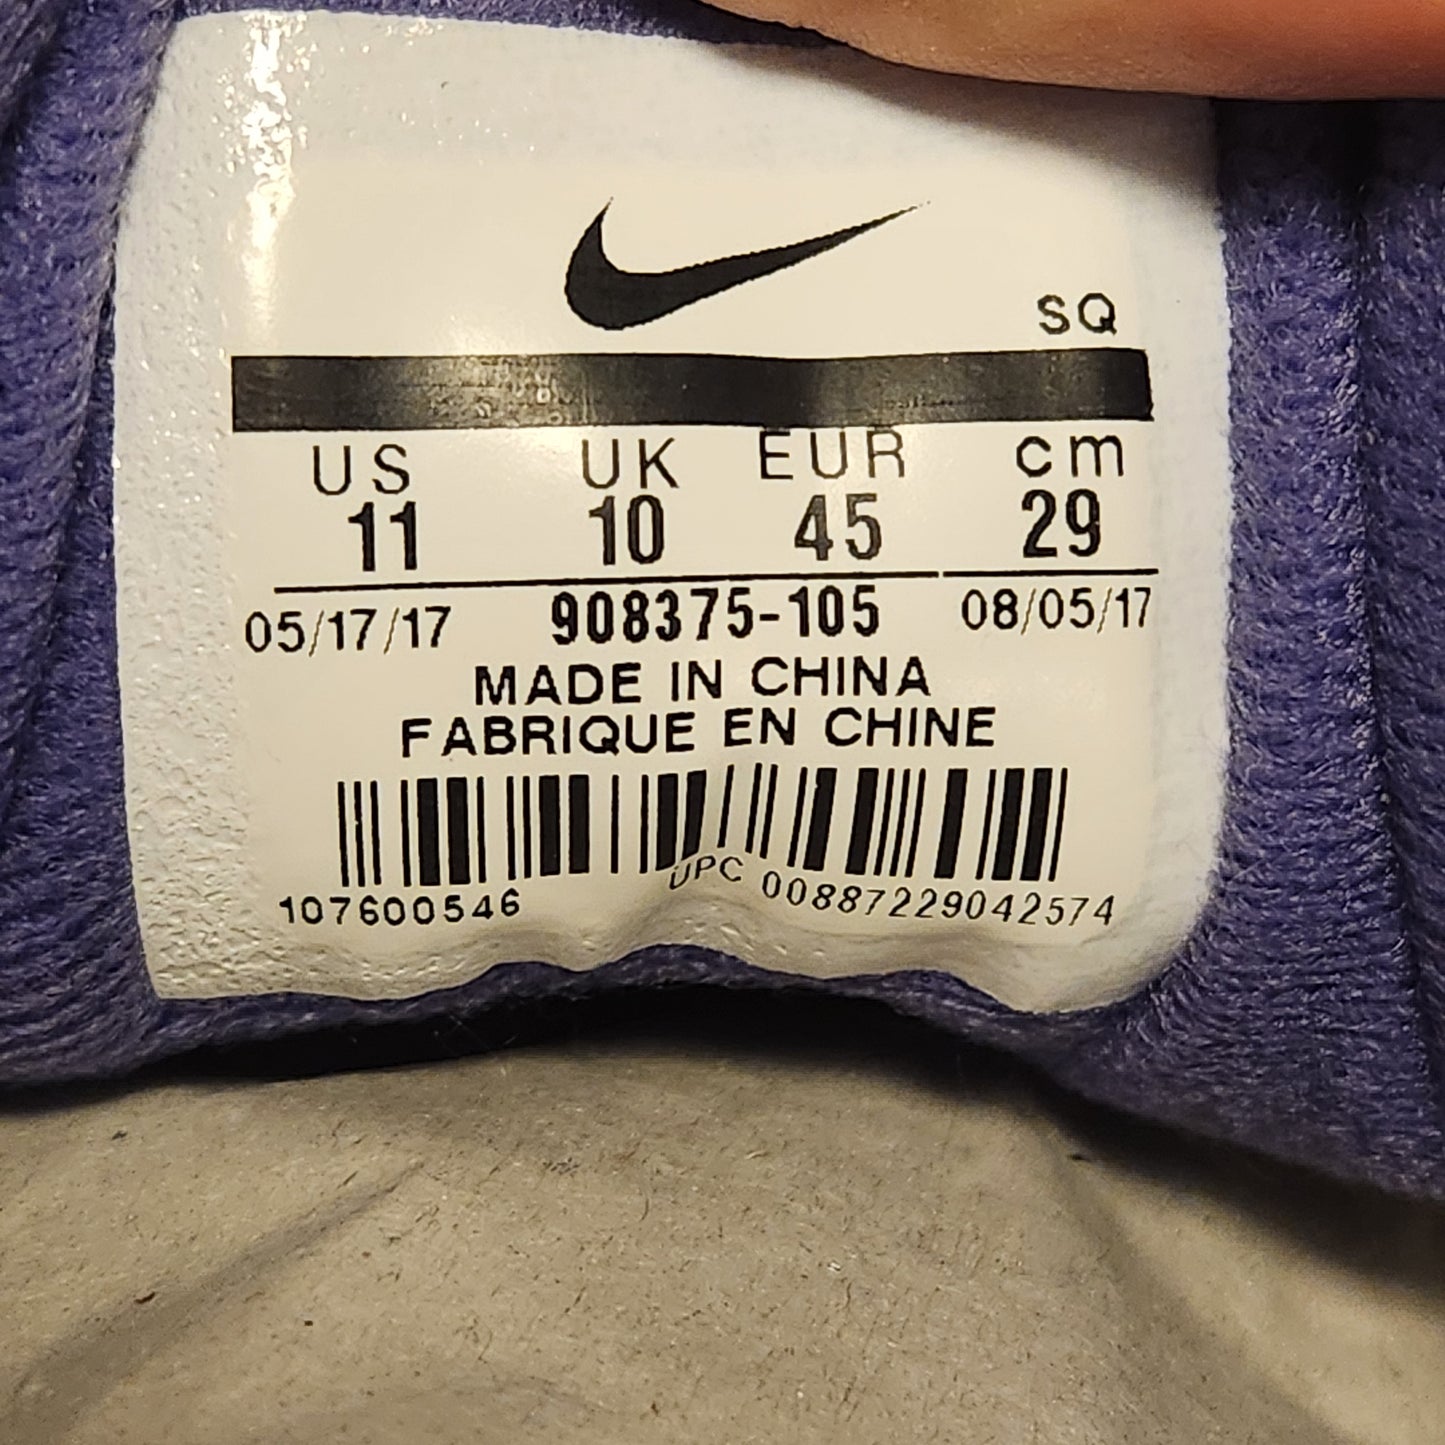 SQ
US UK EUR cm
11 10 45 29
05/17/17 908375-105 08/05/17
MADE IN CHINA
FABRIQUE EN CHINE
107600546 UPC 00887229042574